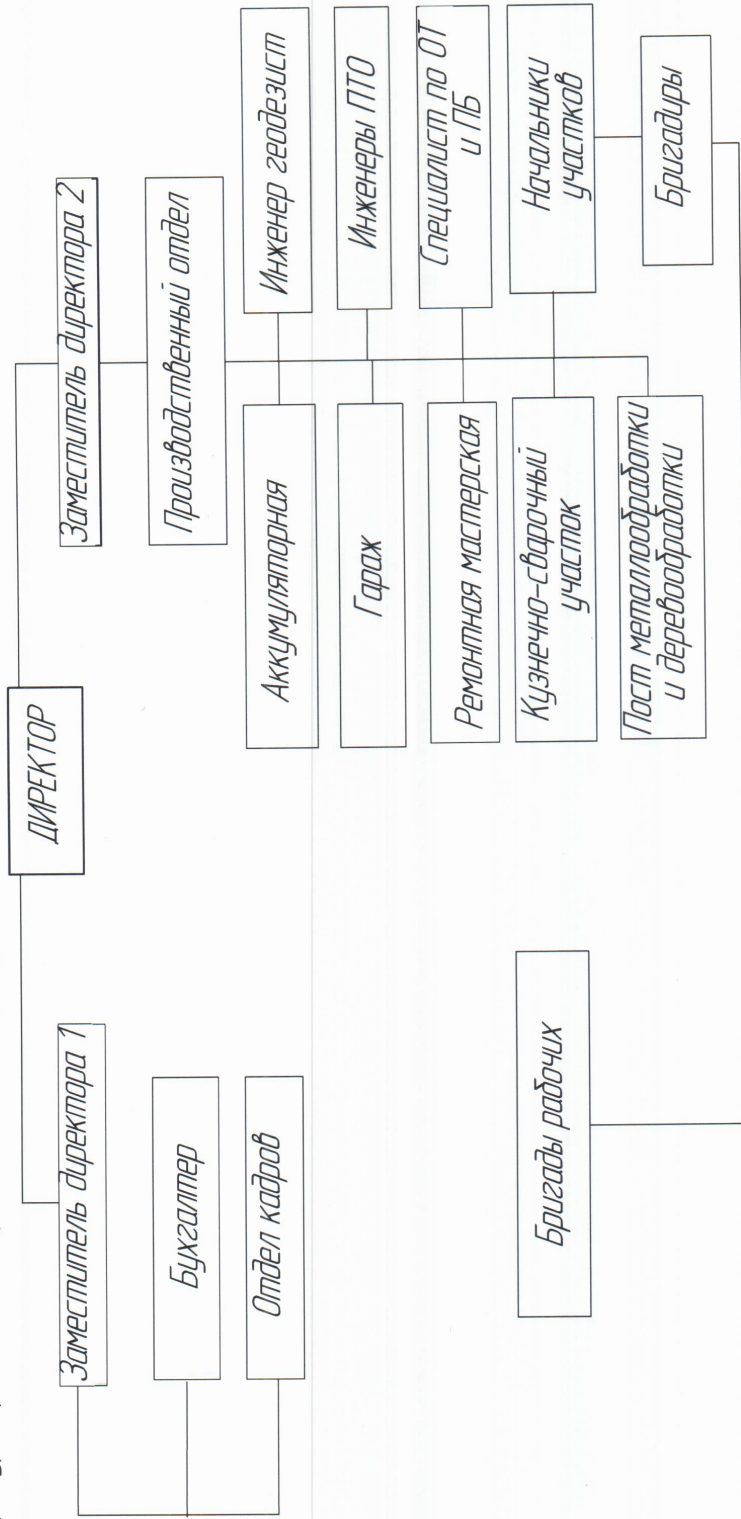 ДИРЕКТОР
Заместитель директора 1
Заместитель директора 2
Бухгалтер
Производственный отдел
Отдел кадров
Аккумуляторная
Инженер геодезист
Гараж
Инженеры ПТО
Ремонтная мастерская
Специалист по ОТ
и ПБ
Бригады рабочих
Кузнечно-сварочный
участок
Начальники
участков
Пост металлообработки
и деревообработки
Бригадиры